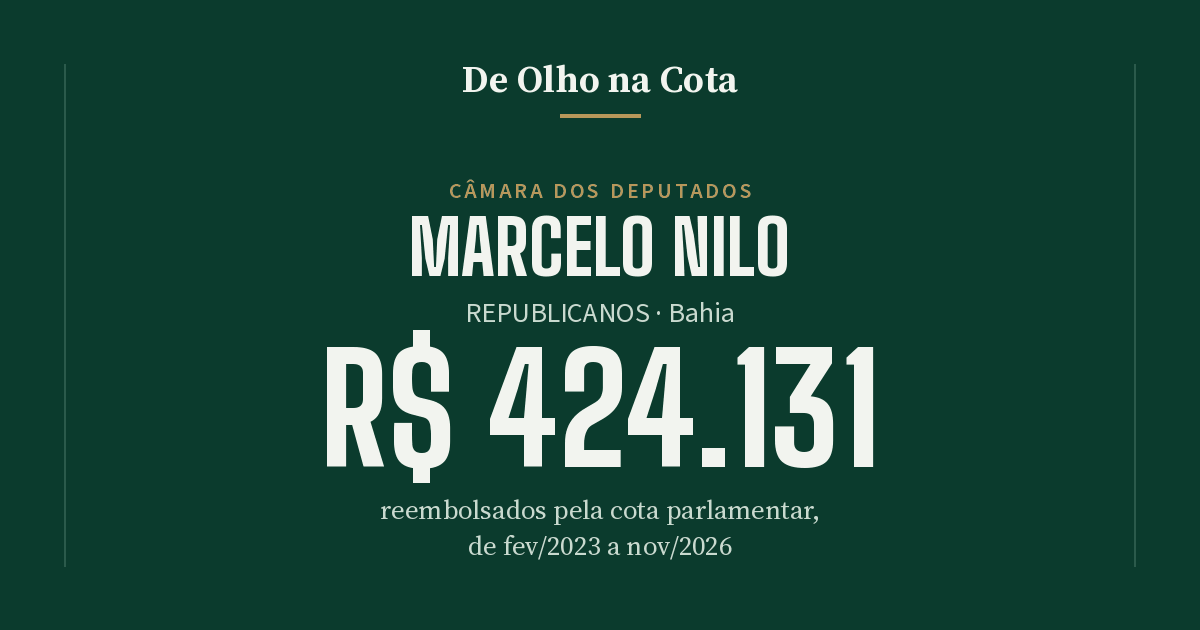 De Olho na Cota
CÂMARA DOS DEPUTADOS
MARCELO NILO
REPUBLICANOS · Bahia
R$ 424.131
reembolsados pela cota parlamentar,
de fev/2023 a nov/2026